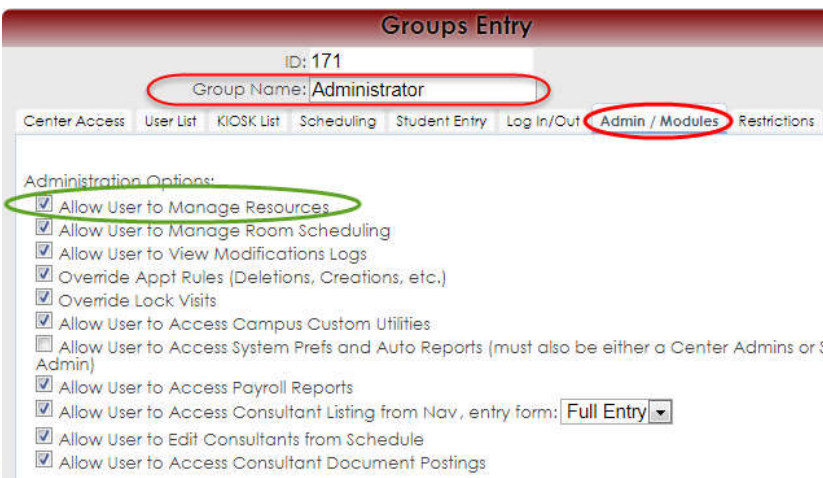 Groups Entry
ID: 171
Group Name: Administrator
Center Access User List KIOSK List Scheduling Student Entry Log In/Out Admin / Modules Restrictions
Administration Options:
Allow User to Manage Resources
Allow User to Manage Room Scheduling
Allow User to View Modifications Logs
Override Appt Rules (Deletions, Creations, etc.)
Override Lock Visits
Allow User to Access Campus Custom Utilities
Allow User to Access System Prefs and Auto Reports (must also be either a Center Admins or
Admin)
Allow User to Access Payroll Reports
Allow User to Access Consultant Listing from Nav, entry form: Full Entry
Allow User to Edit Consultants from Schedule
Allow User to Access Consultant Document Postings